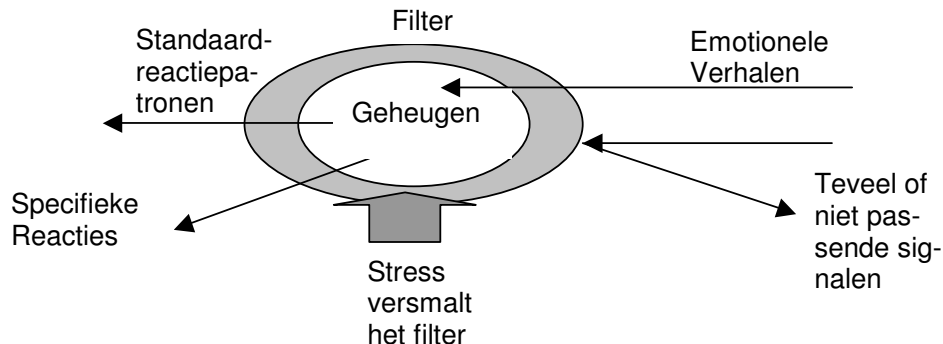 Filter
Standaard-
reactiepa-
tronen
Emotionele
Verhalen
Geheugen
Specifieke
Reacties
Teveel of
niet pas-
sende sig-
nalen
Stress
versmalt
het filter